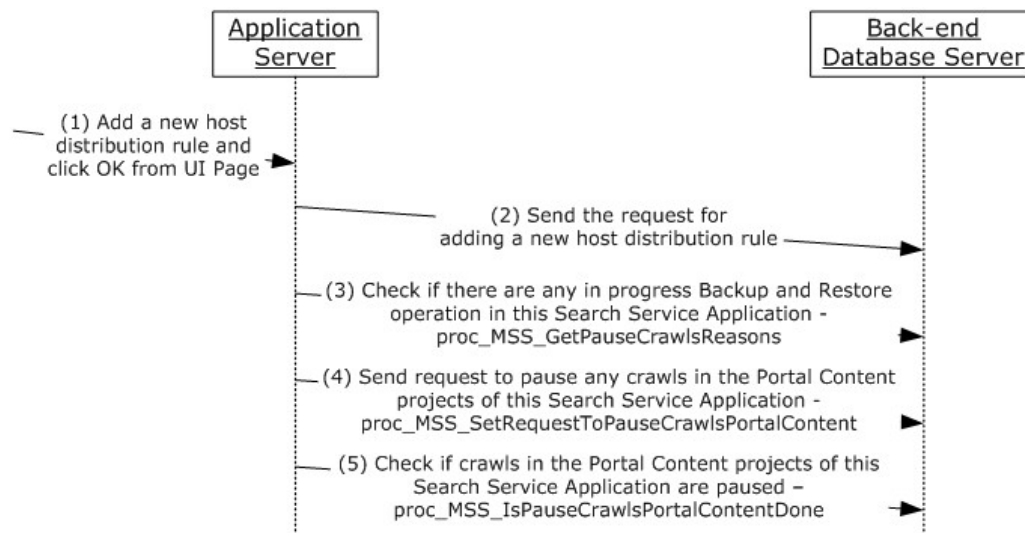 Application
Server
Back-end
Database Server
(1) Add a new host
distribution rule and
click OK from UI Page
(2) Send the request for
adding a new host distribution rule
(3) Check if there are any in progress Backup and Restore
operation in this Search Service Application -
proc_MSS_GetPauseCrawlsReasons
(4) Send request to pause any crawls in the Portal Content
projects of this Search Service Application -
proc_MSS_SetRequestToPauseCrawlsPortalContent
(5) Check if crawls in the Portal Content projects of this
Search Service Application are paused –
proc_MSS_IsPauseCrawlsPortalContentDone